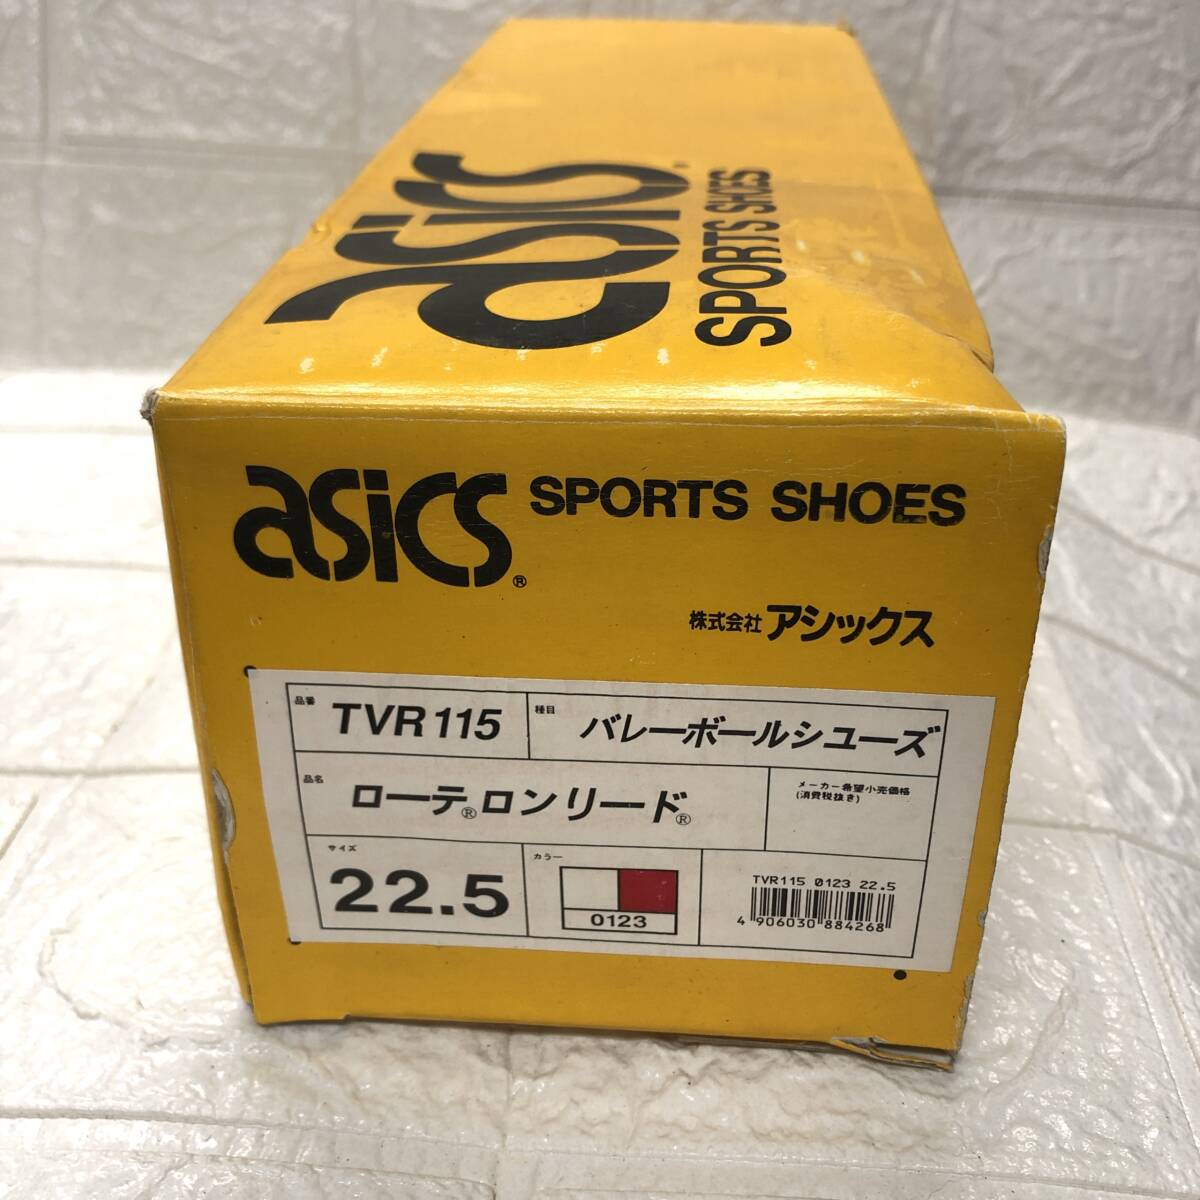 asics
SPORTS SHOES
asics® SPORTS SHOES
株式会社 アシックス
品番 TVR115 種目 バレーボールシューズ
品名 ローテ®ロンリード®
メーカー希望小売価格
(消費税抜き)
サイズ 22.5
カラー
0123
TVR115 0123 22.5
4 906030 884268